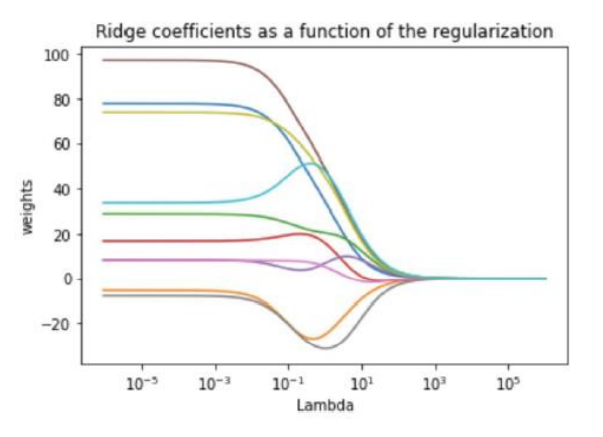 Ridge coefficients as a function of the regularization
100
80
60
40
20
0
−20
weights
10⁻⁵ 10⁻³ 10⁻¹ 10¹ 10³ 10⁵
Lambda